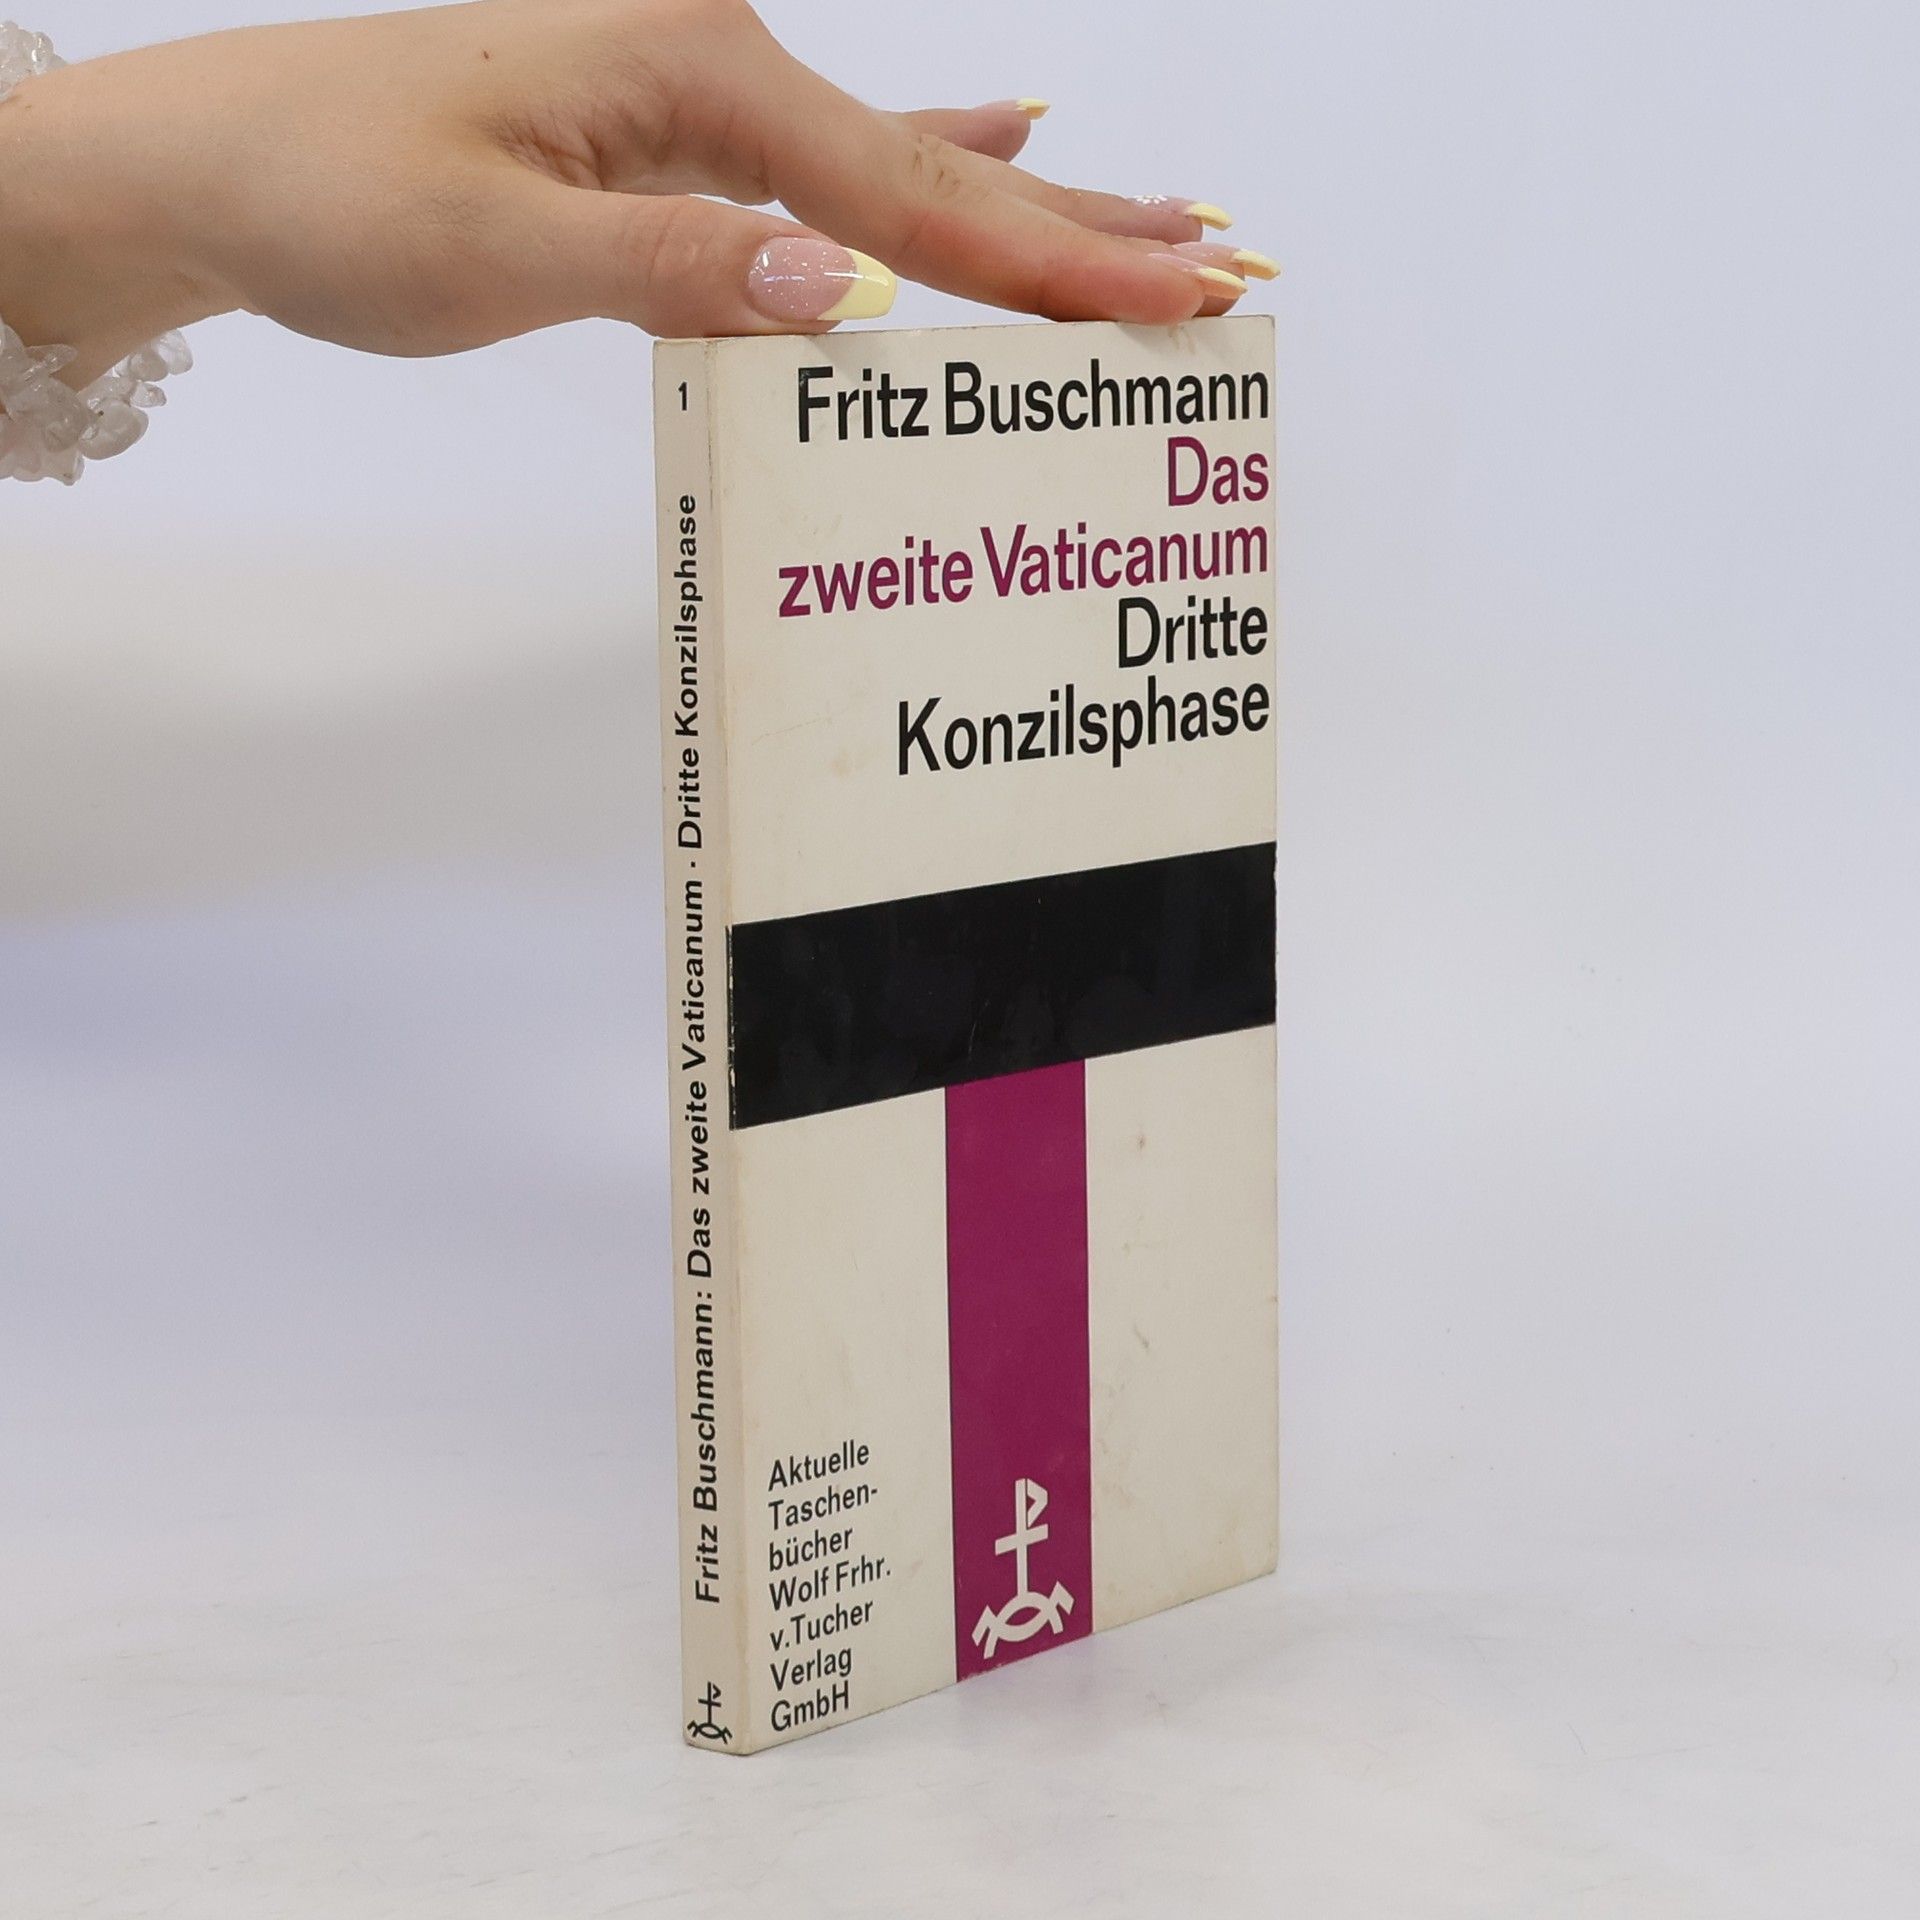 1
Fritz Buschmann: Das zweite Vaticanum · Dritte Konzilsphase
Fritz Buschmann
Das
zweite Vaticanum
Dritte
Konzilsphase
Aktuelle
Taschen-
bücher
Wolf Frhr.
v.Tucher
Verlag
GmbH